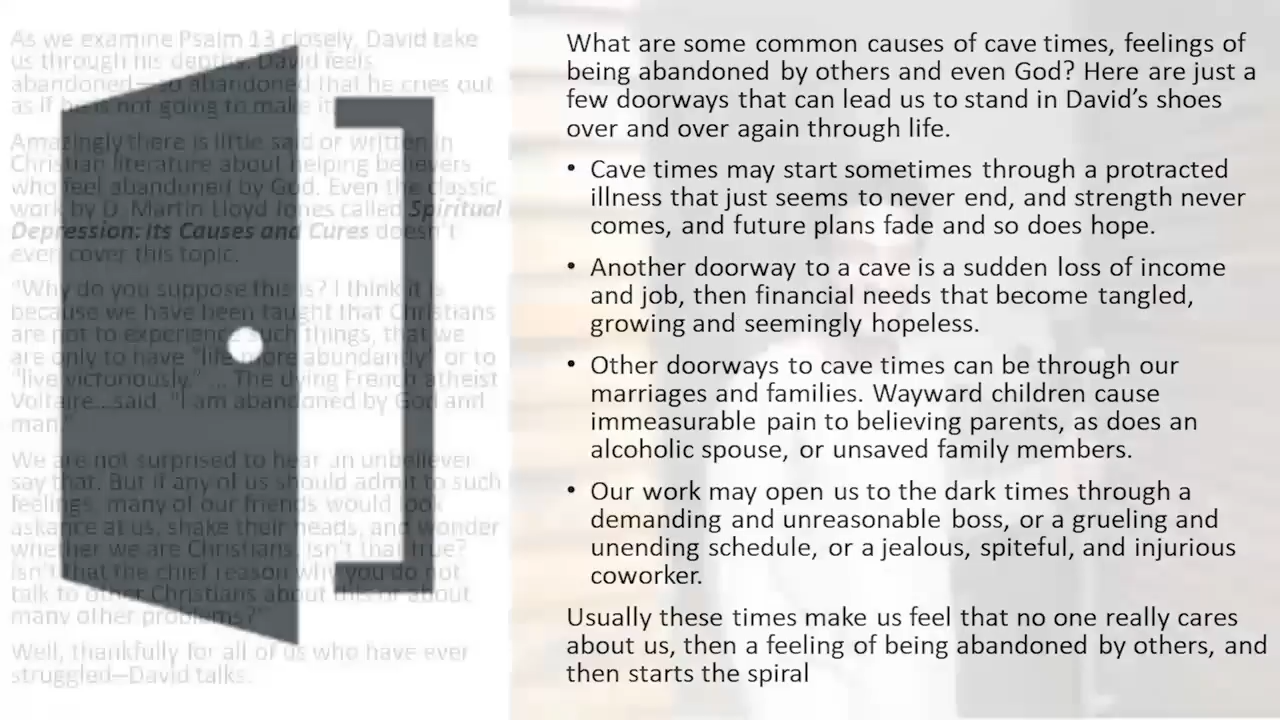 As we examine Psalm 13 closely, David take
us through his depths. David feels
abandoned—so abandoned that he cries out
as if he is not going to make it.
Amazingly there is little said or written in
Christian literature about helping believers
who feel abandoned by God. Even the classic
work by D. Martin Lloyd Jones called Spiritual
Depression: Its Causes and Cures doesn't
even cover this topic.
"Why do you suppose this is? I think it is
because we have been taught that Christians
are not to experience such things, that we
are only to have "life more abundantly" or to
"live victoriously." ... The dying French atheist
Voltaire...said, "I am abandoned by God and
man."
We are not surprised to hear an unbeliever
say that. But if any of us should admit to such
feelings, many of our friends would look
askance at us, shake their heads, and wonder
whether we are Christians. Isn't that true?
Isn't that the chief reason why you do not
talk to other Christians about this or about
many other problems?"
Well, thankfully for all of us who have ever
struggled—David talks.
What are some common causes of cave times, feelings of
being abandoned by others and even God? Here are just a
few doorways that can lead us to stand in David’s shoes
over and over again through life.
• Cave times may start sometimes through a protracted
illness that just seems to never end, and strength never
comes, and future plans fade and so does hope.
• Another doorway to a cave is a sudden loss of income
and job, then financial needs that become tangled,
growing and seemingly hopeless.
• Other doorways to cave times can be through our
marriages and families. Wayward children cause
immeasurable pain to believing parents, as does an
alcoholic spouse, or unsaved family members.
• Our work may open us to the dark times through a
demanding and unreasonable boss, or a grueling and
unending schedule, or a jealous, spiteful, and injurious
coworker.
Usually these times make us feel that no one really cares
about us, then a feeling of being abandoned by others, and
then starts the spiral